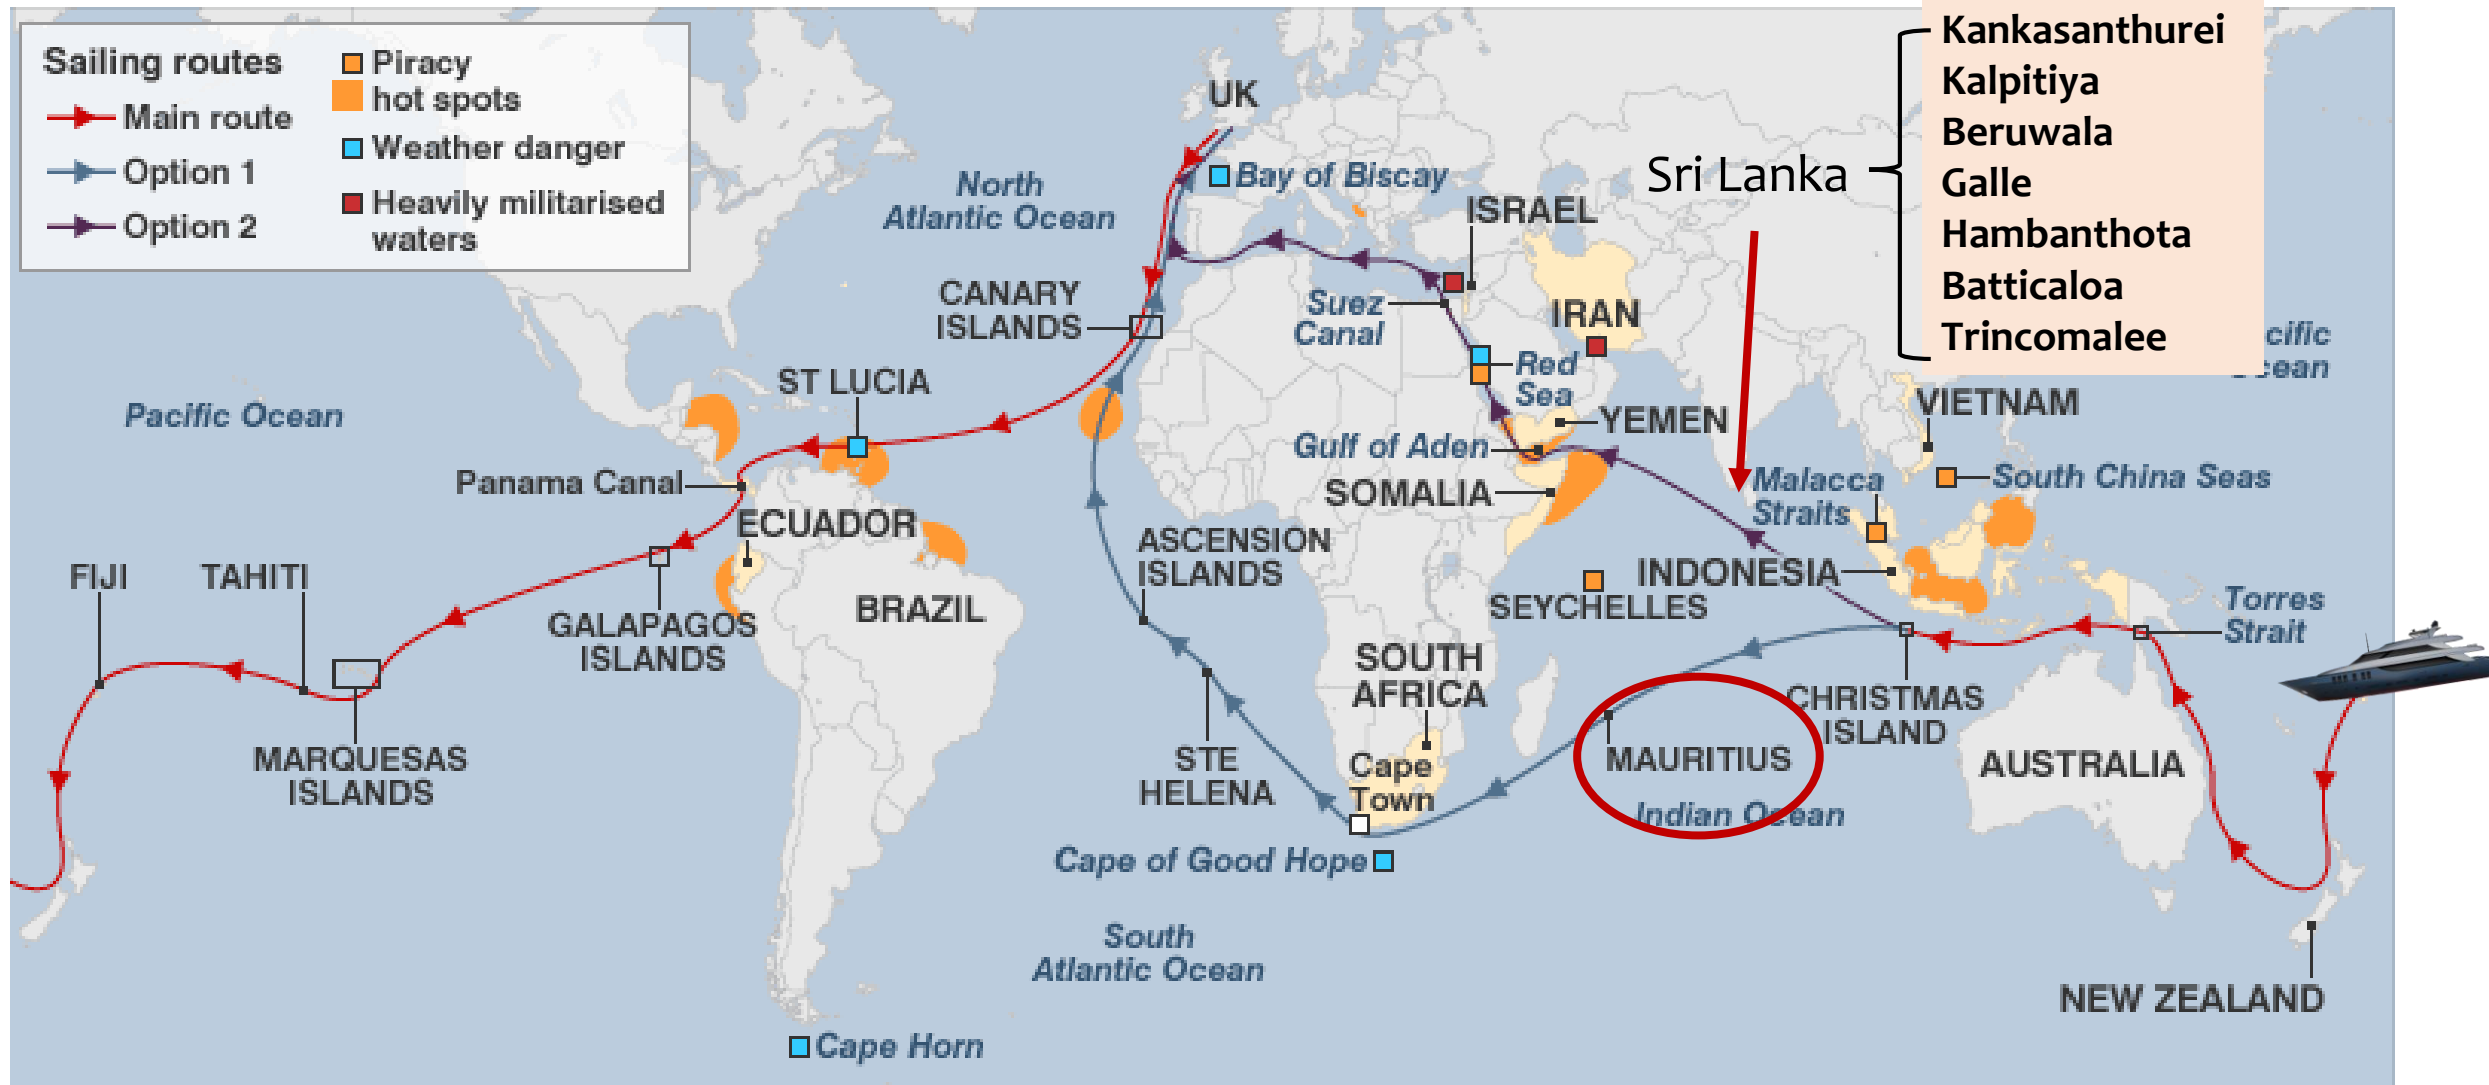 Sailing routes
Main route
Option 1
Option 2
Piracy
hot spots
Weather danger
Heavily militarised
waters
Kankasanthurei
Kalpitiya
Beruwala
Galle
Hambanthota
Batticaloa
Trincomalee
Sri Lanka
UK
Bay of Biscay
North
Atlantic Ocean
ISRAEL
CANARY
ISLANDS
Suez
Canal
IRAN
Red
Sea
ST LUCIA
Pacific Ocean
cific
cean
VIETNAM
YEMEN
Gulf of Aden
Panama Canal
SOMALIA
Malacca
Straits
South China Seas
ECUADOR
ASCENSION
ISLANDS
FIJI
TAHITI
INDONESIA
SEYCHELLES
BRAZIL
GALAPAGOS
ISLANDS
Torres
Strait
SOUTH
AFRICA
CHRISTMAS
ISLAND
MARQUESAS
ISLANDS
STE
HELENA
Cape
Town
MAURITIUS
AUSTRALIA
Indian Ocean
Cape of Good Hope
South
Atlantic Ocean
NEW ZEALAND
Cape Horn